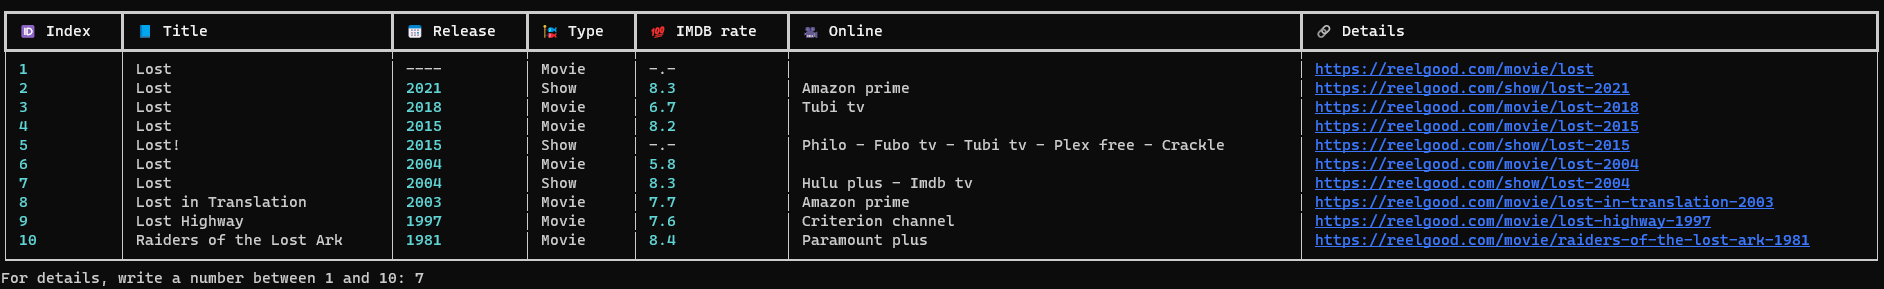 🆔 Index 📘 Title 📅 Release 🎏 Type 💯 IMDB rate 🎥 Online 🔗 Details
1 Lost ---- Movie -.- https://reelgood.com/movie/lost
2 Lost 2021 Show 8.3 Amazon prime https://reelgood.com/show/lost-2021
3 Lost 2018 Movie 6.7 Tubi tv https://reelgood.com/movie/lost-2018
4 Lost 2015 Movie 8.2 https://reelgood.com/movie/lost-2015
5 Lost! 2015 Show -.- Philo - Fubo tv - Tubi tv - Plex free - Crackle https://reelgood.com/show/lost-2015
6 Lost 2004 Movie 5.8 https://reelgood.com/movie/lost-2004
7 Lost 2004 Show 8.3 Hulu plus - Imdb tv https://reelgood.com/show/lost-2004
8 Lost in Translation 2003 Movie 7.7 Amazon prime https://reelgood.com/movie/lost-in-translation-2003
9 Lost Highway 1997 Movie 7.6 Criterion channel https://reelgood.com/movie/lost-highway-1997
10 Raiders of the Lost Ark 1981 Movie 8.4 Paramount plus https://reelgood.com/movie/raiders-of-the-lost-ark-1981
For details, write a number between 1 and 10: 7